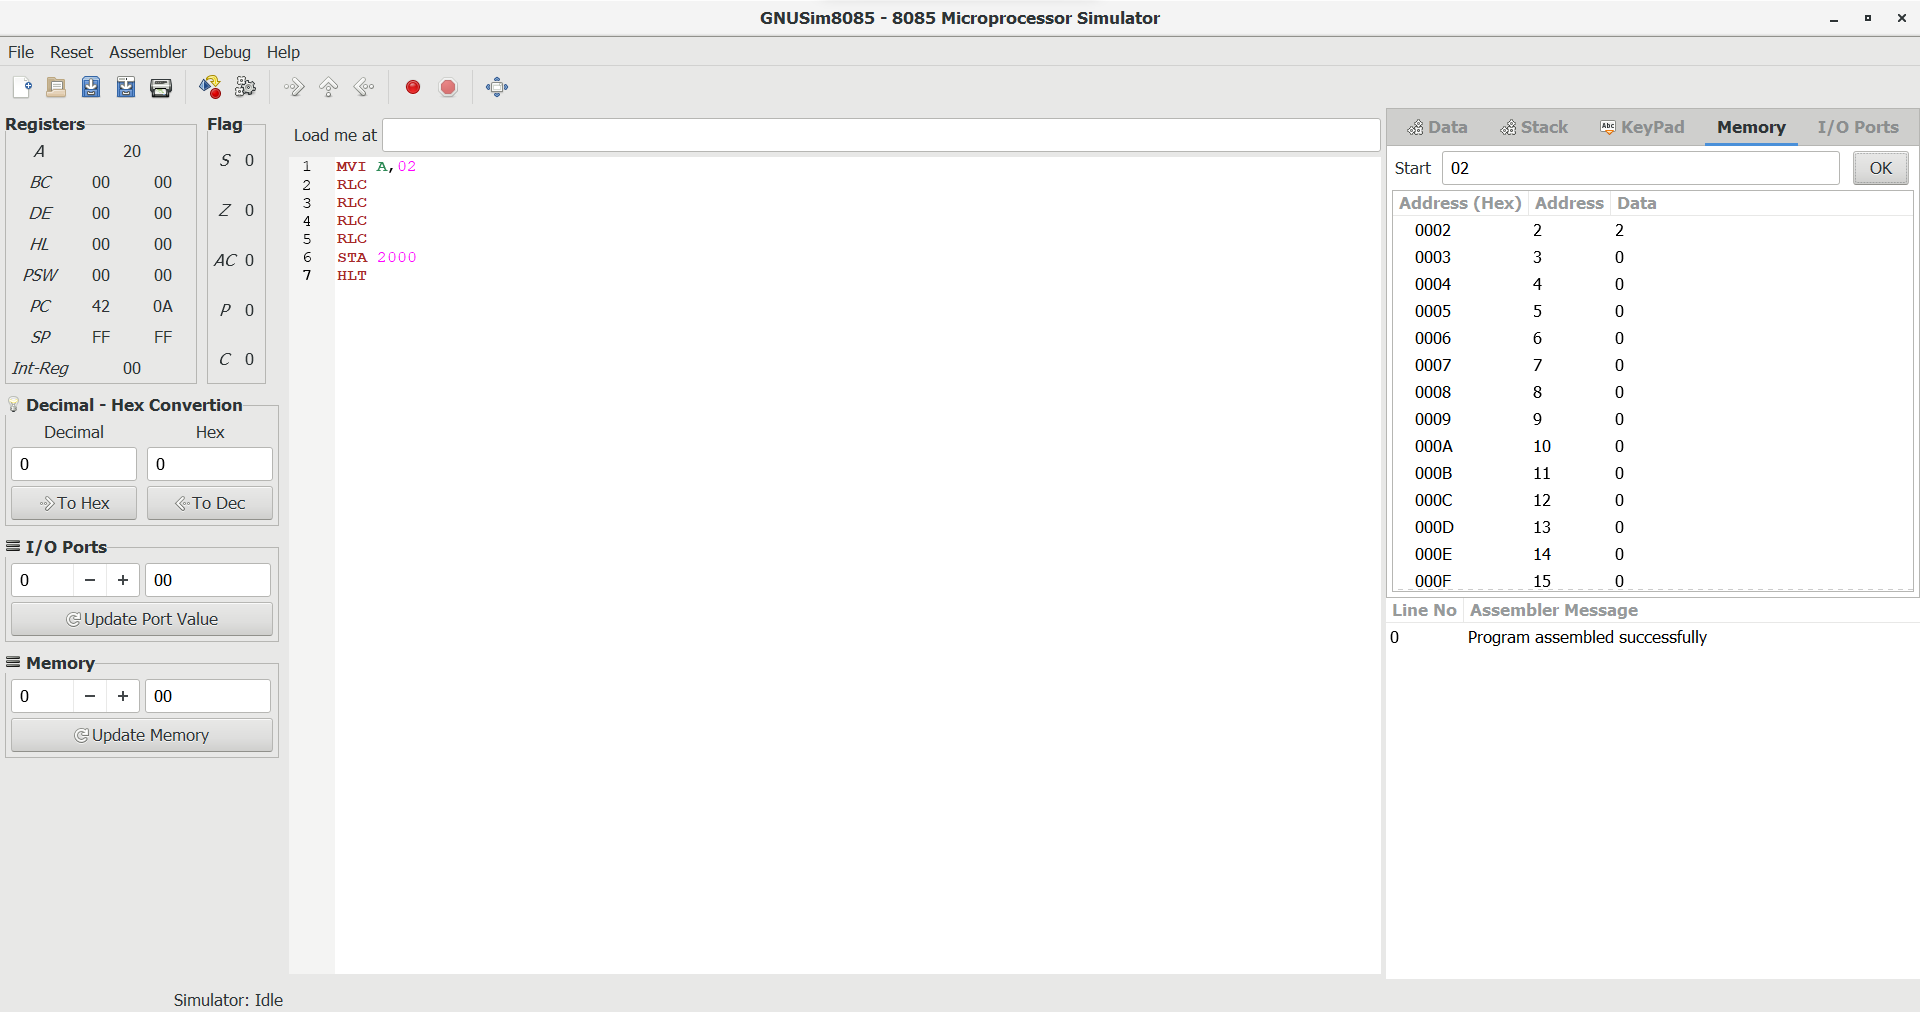 GNUSim8085 - 8085 Microprocessor Simulator
File Reset Assembler Debug Help
Registers
A 20
BC 00 00
DE 00 00
HL 00 00
PSW 00 00
PC 42 0A
SP FF FF
Int-Reg 00
Flag
S 0
Z 0
AC 0
P 0
C 0
Decimal - Hex Convertion
Decimal Hex
0 0
To Hex To Dec
I/O Ports
0 − + 00
Update Port Value
Memory
0 − + 00
Update Memory
Load me at
1 MVI A,02
2 RLC
3 RLC
4 RLC
5 RLC
6 STA 2000
7 HLT
Data Stack Abc KeyPad Memory I/O Ports
Start 02 OK
Address (Hex) Address Data
0002 2 2
0003 3 0
0004 4 0
0005 5 0
0006 6 0
0007 7 0
0008 8 0
0009 9 0
000A 10 0
000B 11 0
000C 12 0
000D 13 0
000E 14 0
000F 15 0
Line No Assembler Message
0 Program assembled successfully
Simulator: Idle